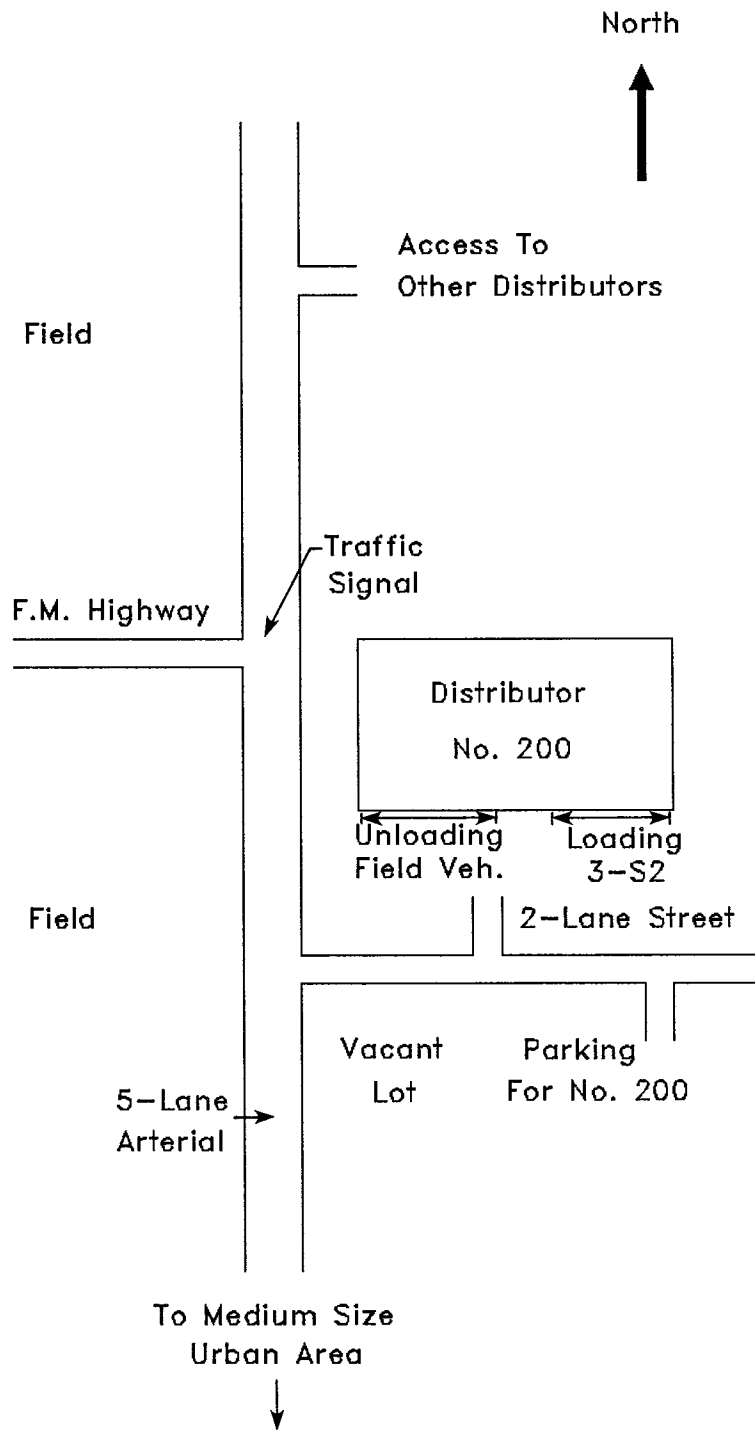 North
Access To
Other Distributors
Field
Traffic
Signal
F.M. Highway
Distributor
No. 200
Unloading
Field Veh.
Loading
3-S2
Field
2-Lane Street
Vacant
Lot
Parking
For No. 200
5-Lane
Arterial
To Medium Size
Urban Area